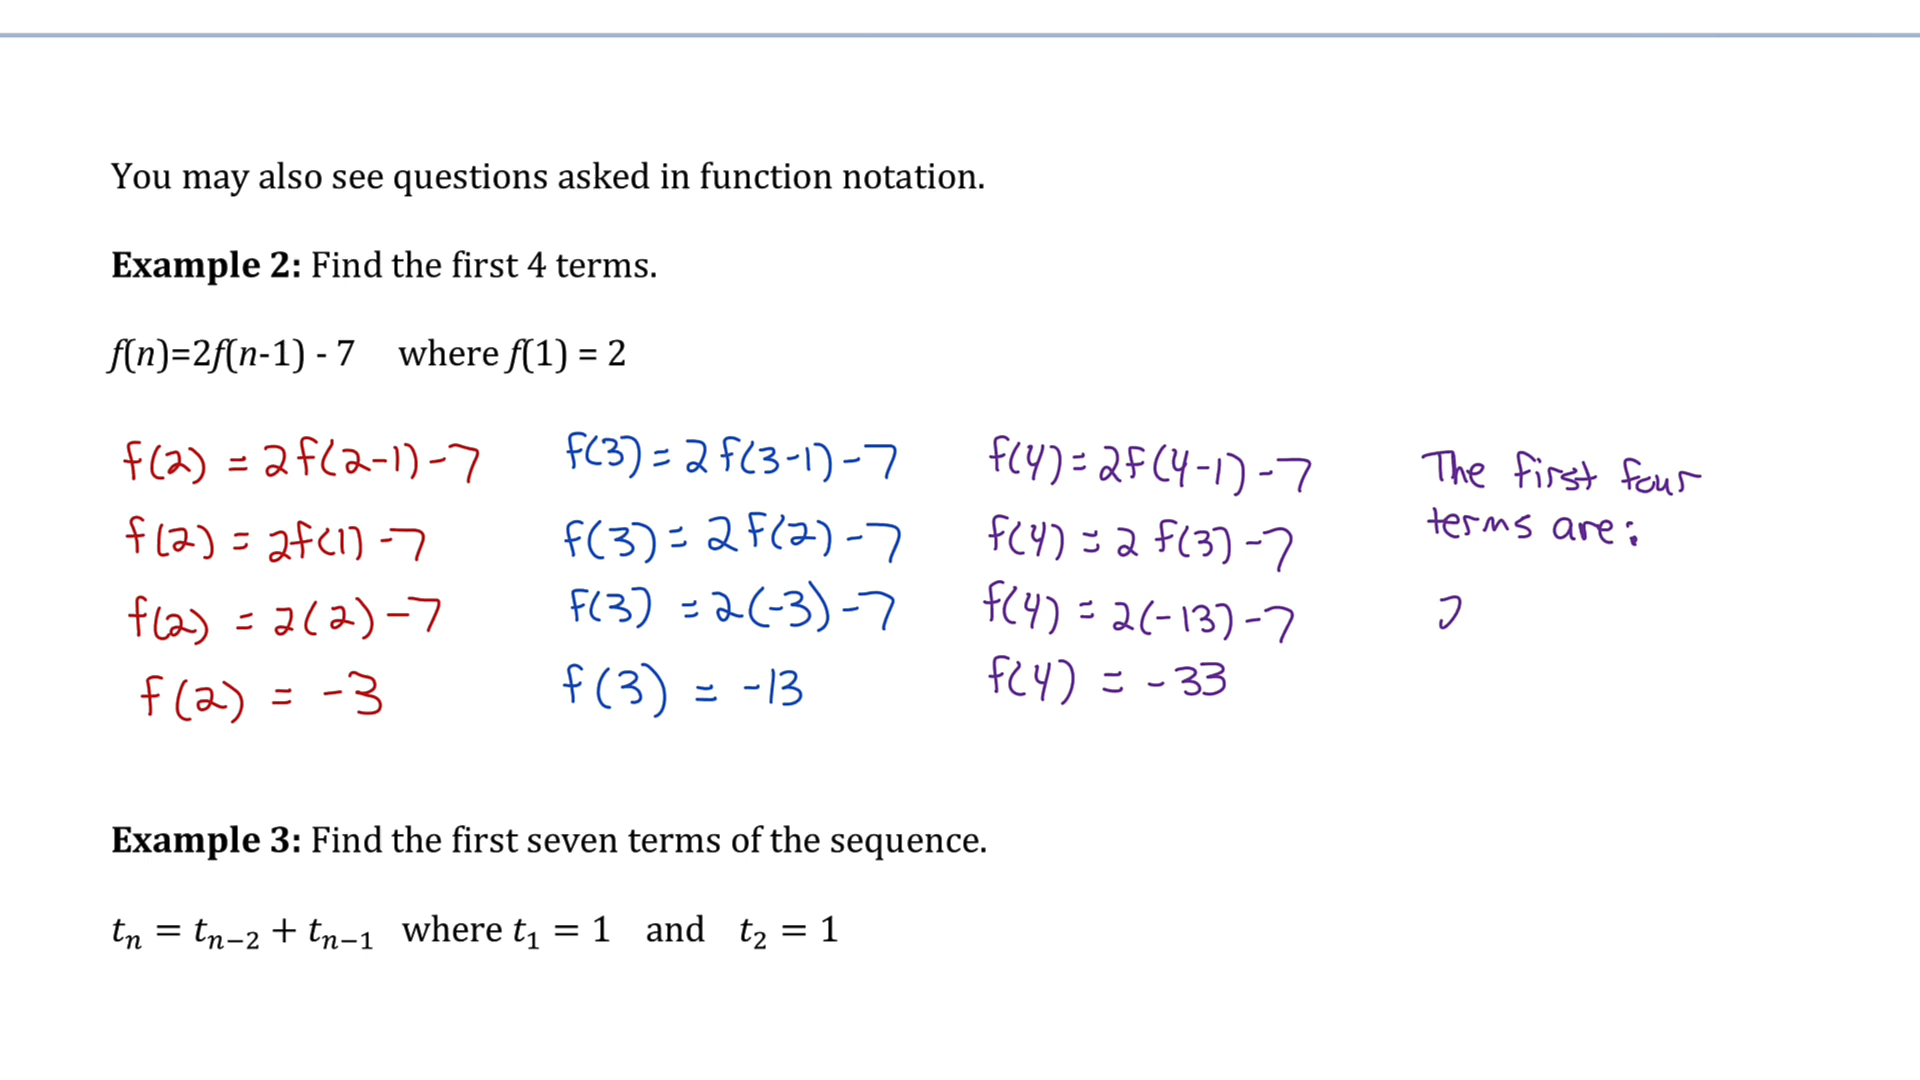 You may also see questions asked in function notation.
Example 2: Find the first 4 terms.
f(n)=2f(n-1) - 7 where f(1) = 2
f(2) = 2f(2-1)-7
f(2) = 2f(1)-7
f(2) = 2(2)-7
f(2) = -3
f(3) = 2f(3-1)-7
f(3) = 2f(2)-7
f(3) = 2(-3)-7
f(3) = -13
f(4) = 2f(4-1)-7
f(4) = 2f(3)-7
f(4) = 2(-13)-7
f(4) = -33
The first four
terms are:
Example 3: Find the first seven terms of the sequence.
tₙ = tₙ₋₂ + tₙ₋₁ where t₁ = 1 and t₂ = 1